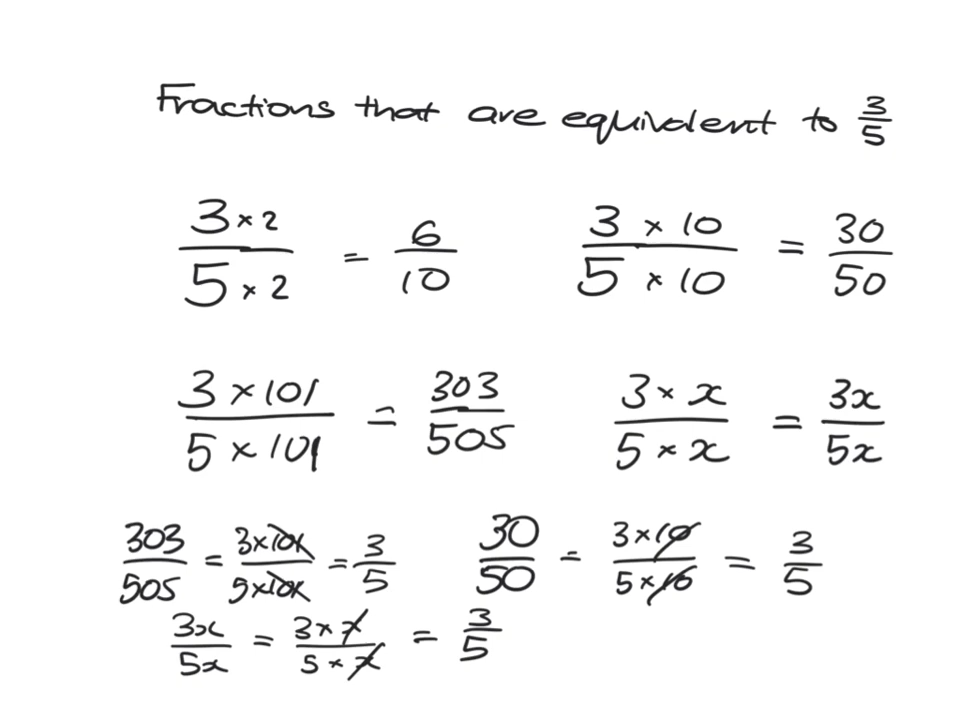 Fractions that are equivalent to 3/5
3 × 2 / 5 × 2 = 6/10    3 × 10 / 5 × 10 = 30/50
3 × 101 / 5 × 101 = 303/505    3 × x / 5 × x = 3x/5x
303/505 = 3 × 101 / 5 × 101 = 3/5    30/50 = 3 × 10 / 5 × 10 = 3/5
3x/5x = 3 × x / 5 × x = 3/5